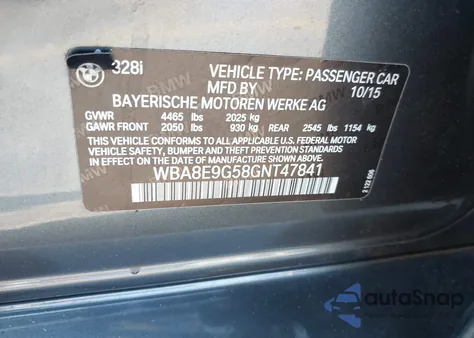 BMW 328i VEHICLE TYPE: PASSENGER CAR
MFD BY 10/15
BAYERISCHE MOTOREN WERKE AG
GVWR 4465 lbs 2025 kg
GAWR FRONT 2050 lbs 930 kg REAR 2545 lbs 1154 kg
THIS VEHICLE CONFORMS TO ALL APPLICABLE U.S. FEDERAL MOTOR
VEHICLE SAFETY, BUMPER, AND THEFT PREVENTION STANDARDS
IN EFFECT ON THE DATE OF MANUFACTURE SHOWN ABOVE.
WBA8E9G58GNT47841
autoSnap